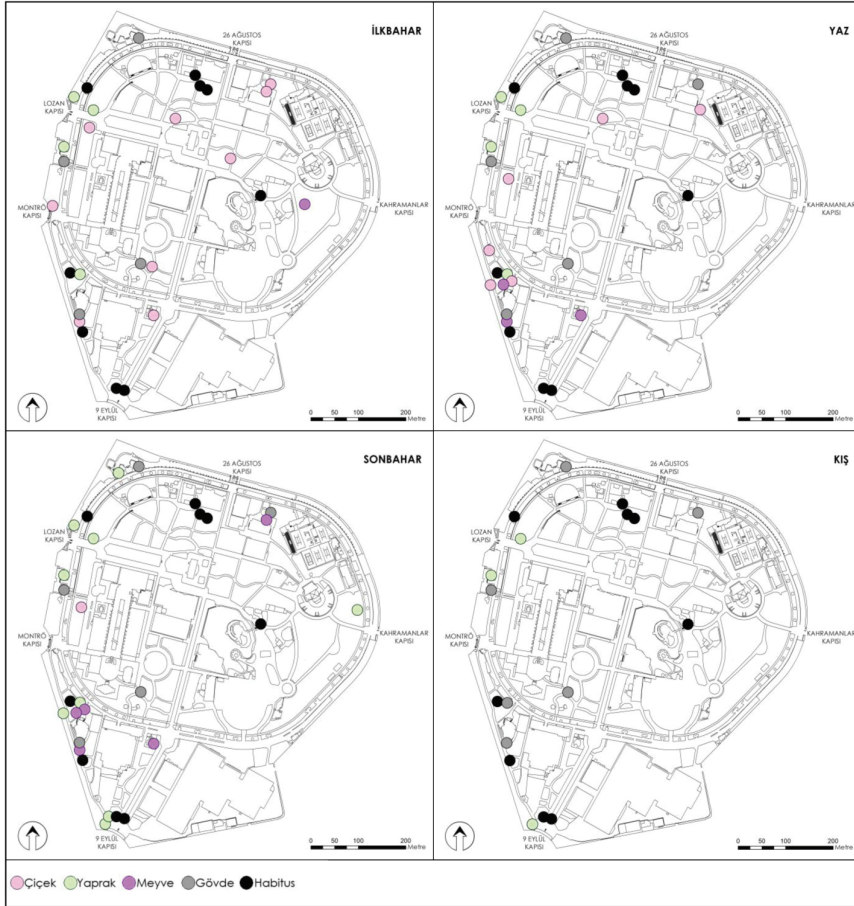 İLKBAHAR
26 AĞUSTOS
KAPISI
LOZAN
KAPISI
MONTRÖ
KAPISI
KAHRAMANLAR
KAPISI
9 EYLÜL
KAPISI
0 50 100 200
Metre
YAZ
26 AĞUSTOS
KAPISI
LOZAN
KAPISI
MONTRÖ
KAPISI
KAHRAMANLAR
KAPISI
9 EYLÜL
KAPISI
0 50 100 200
Metre
SONBAHAR
26 AĞUSTOS
KAPISI
LOZAN
KAPISI
MONTRÖ
KAPISI
KAHRAMANLAR
KAPISI
9 EYLÜL
KAPISI
0 50 100 200
Metre
KIŞ
26 AĞUSTOS
KAPISI
LOZAN
KAPISI
MONTRÖ
KAPISI
KAHRAMANLAR
KAPISI
9 EYLÜL
KAPISI
0 50 100 200
Metre
Çiçek Yaprak Meyve Gövde Habitus